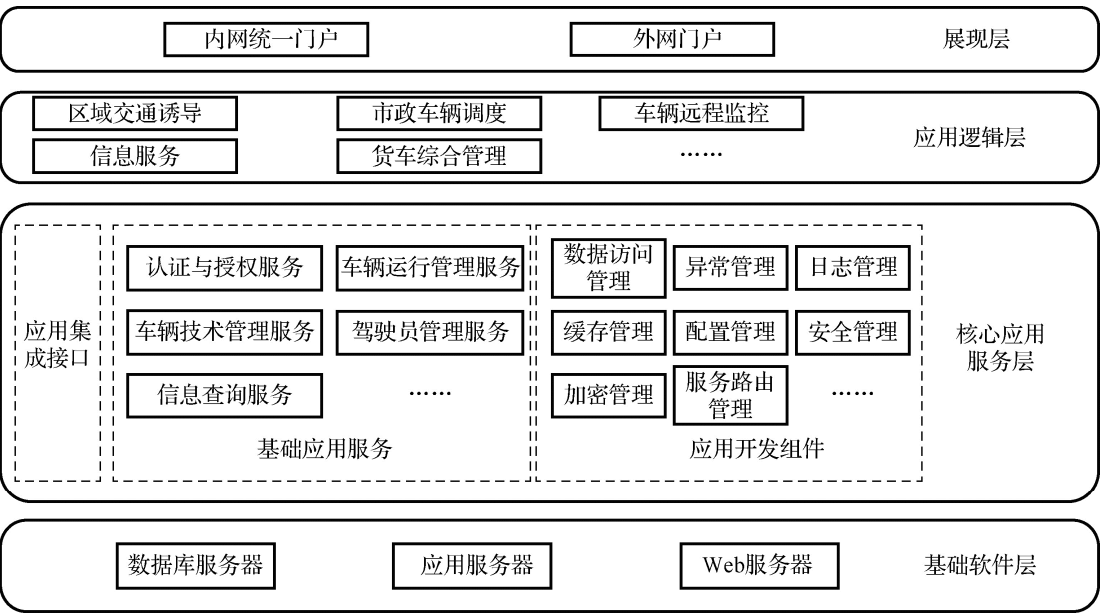 内网统一门户
外网门户
展现层
区域交通诱导
市政车辆调度
车辆远程监控
信息服务
货车综合管理
……
应用逻辑层
应用集
成接口
认证与授权服务
车辆运行管理服务
车辆技术管理服务
驾驶员管理服务
信息查询服务
……
基础应用服务
数据访问
管理
异常管理
日志管理
缓存管理
配置管理
安全管理
加密管理
服务路由
管理
……
应用开发组件
核心应用
服务层
数据库服务器
应用服务器
Web服务器
基础软件层